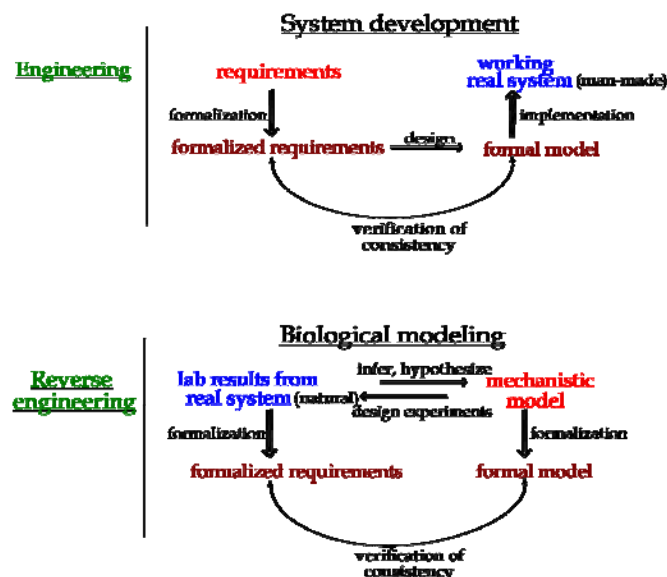 System development
Engineering
requirements
working
real system (man-made)
formalization
implementation
formalized requirements
design
formal model
verification of
consistency
Biological modeling
Reverse
engineering
lab results from
real system (natural)
infer, hypothesize
design experiments
mechanistic
model
formalization
formalization
formalized requirements
formal model
verification of
consistency